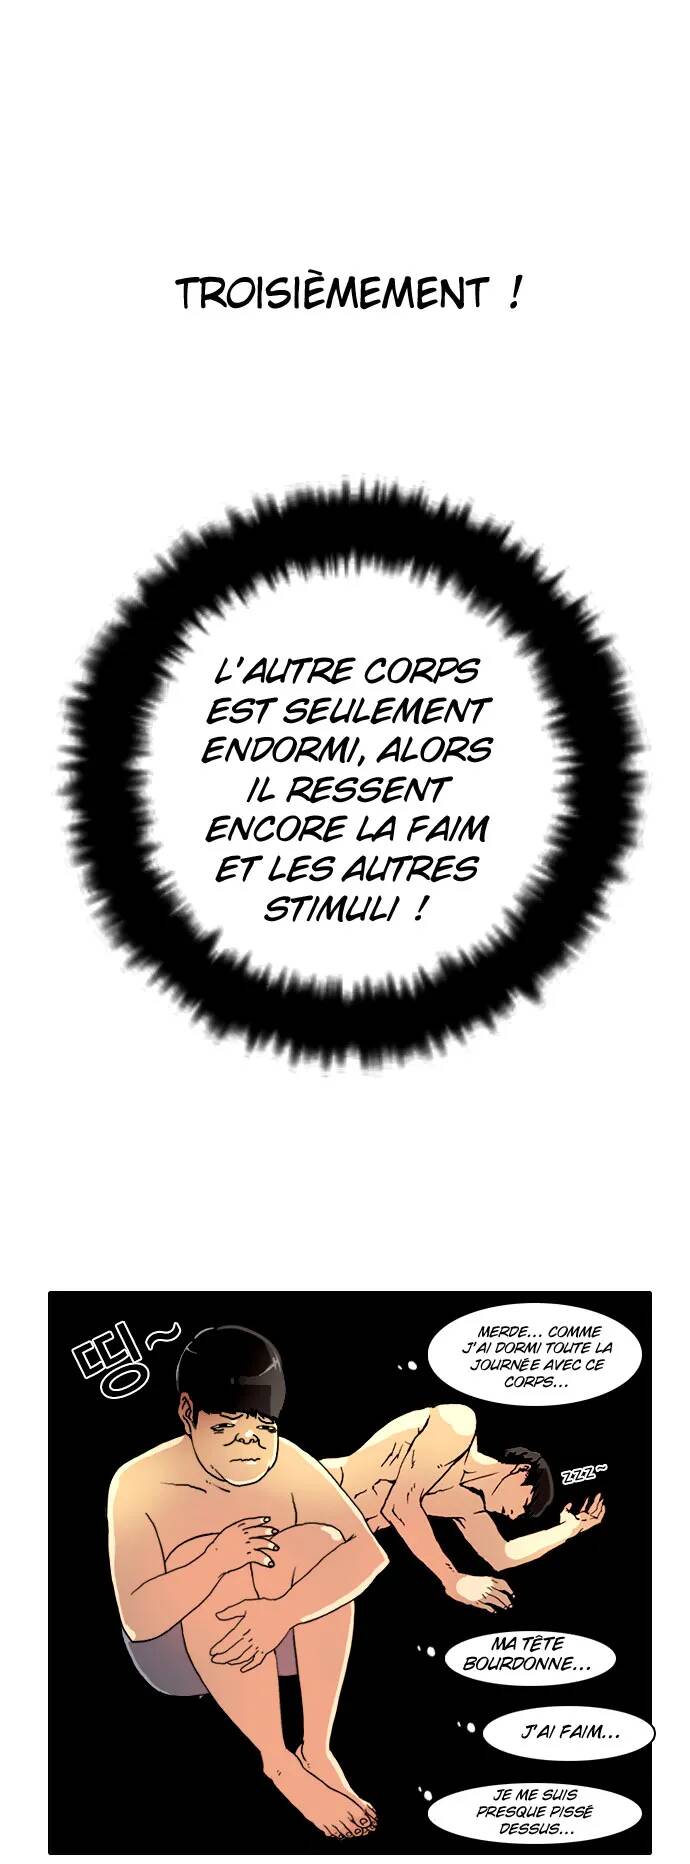 TROISIÈMEMENT !
L'AUTRE CORPS
EST SEULEMENT
ENDORMI, ALORS
IL RESSENT
ENCORE LA FAIM
ET LES AUTRES
STIMULI !
띵~
MERDE... COMME
J'AI DORMI TOUTE LA
JOURNÉE AVEC CE
CORPS...
ZZZ~
MA TÊTE
BOURDONNE...
J'AI FAIM...
JE ME SUIS
PRESQUE PISSÉ
DESSUS...